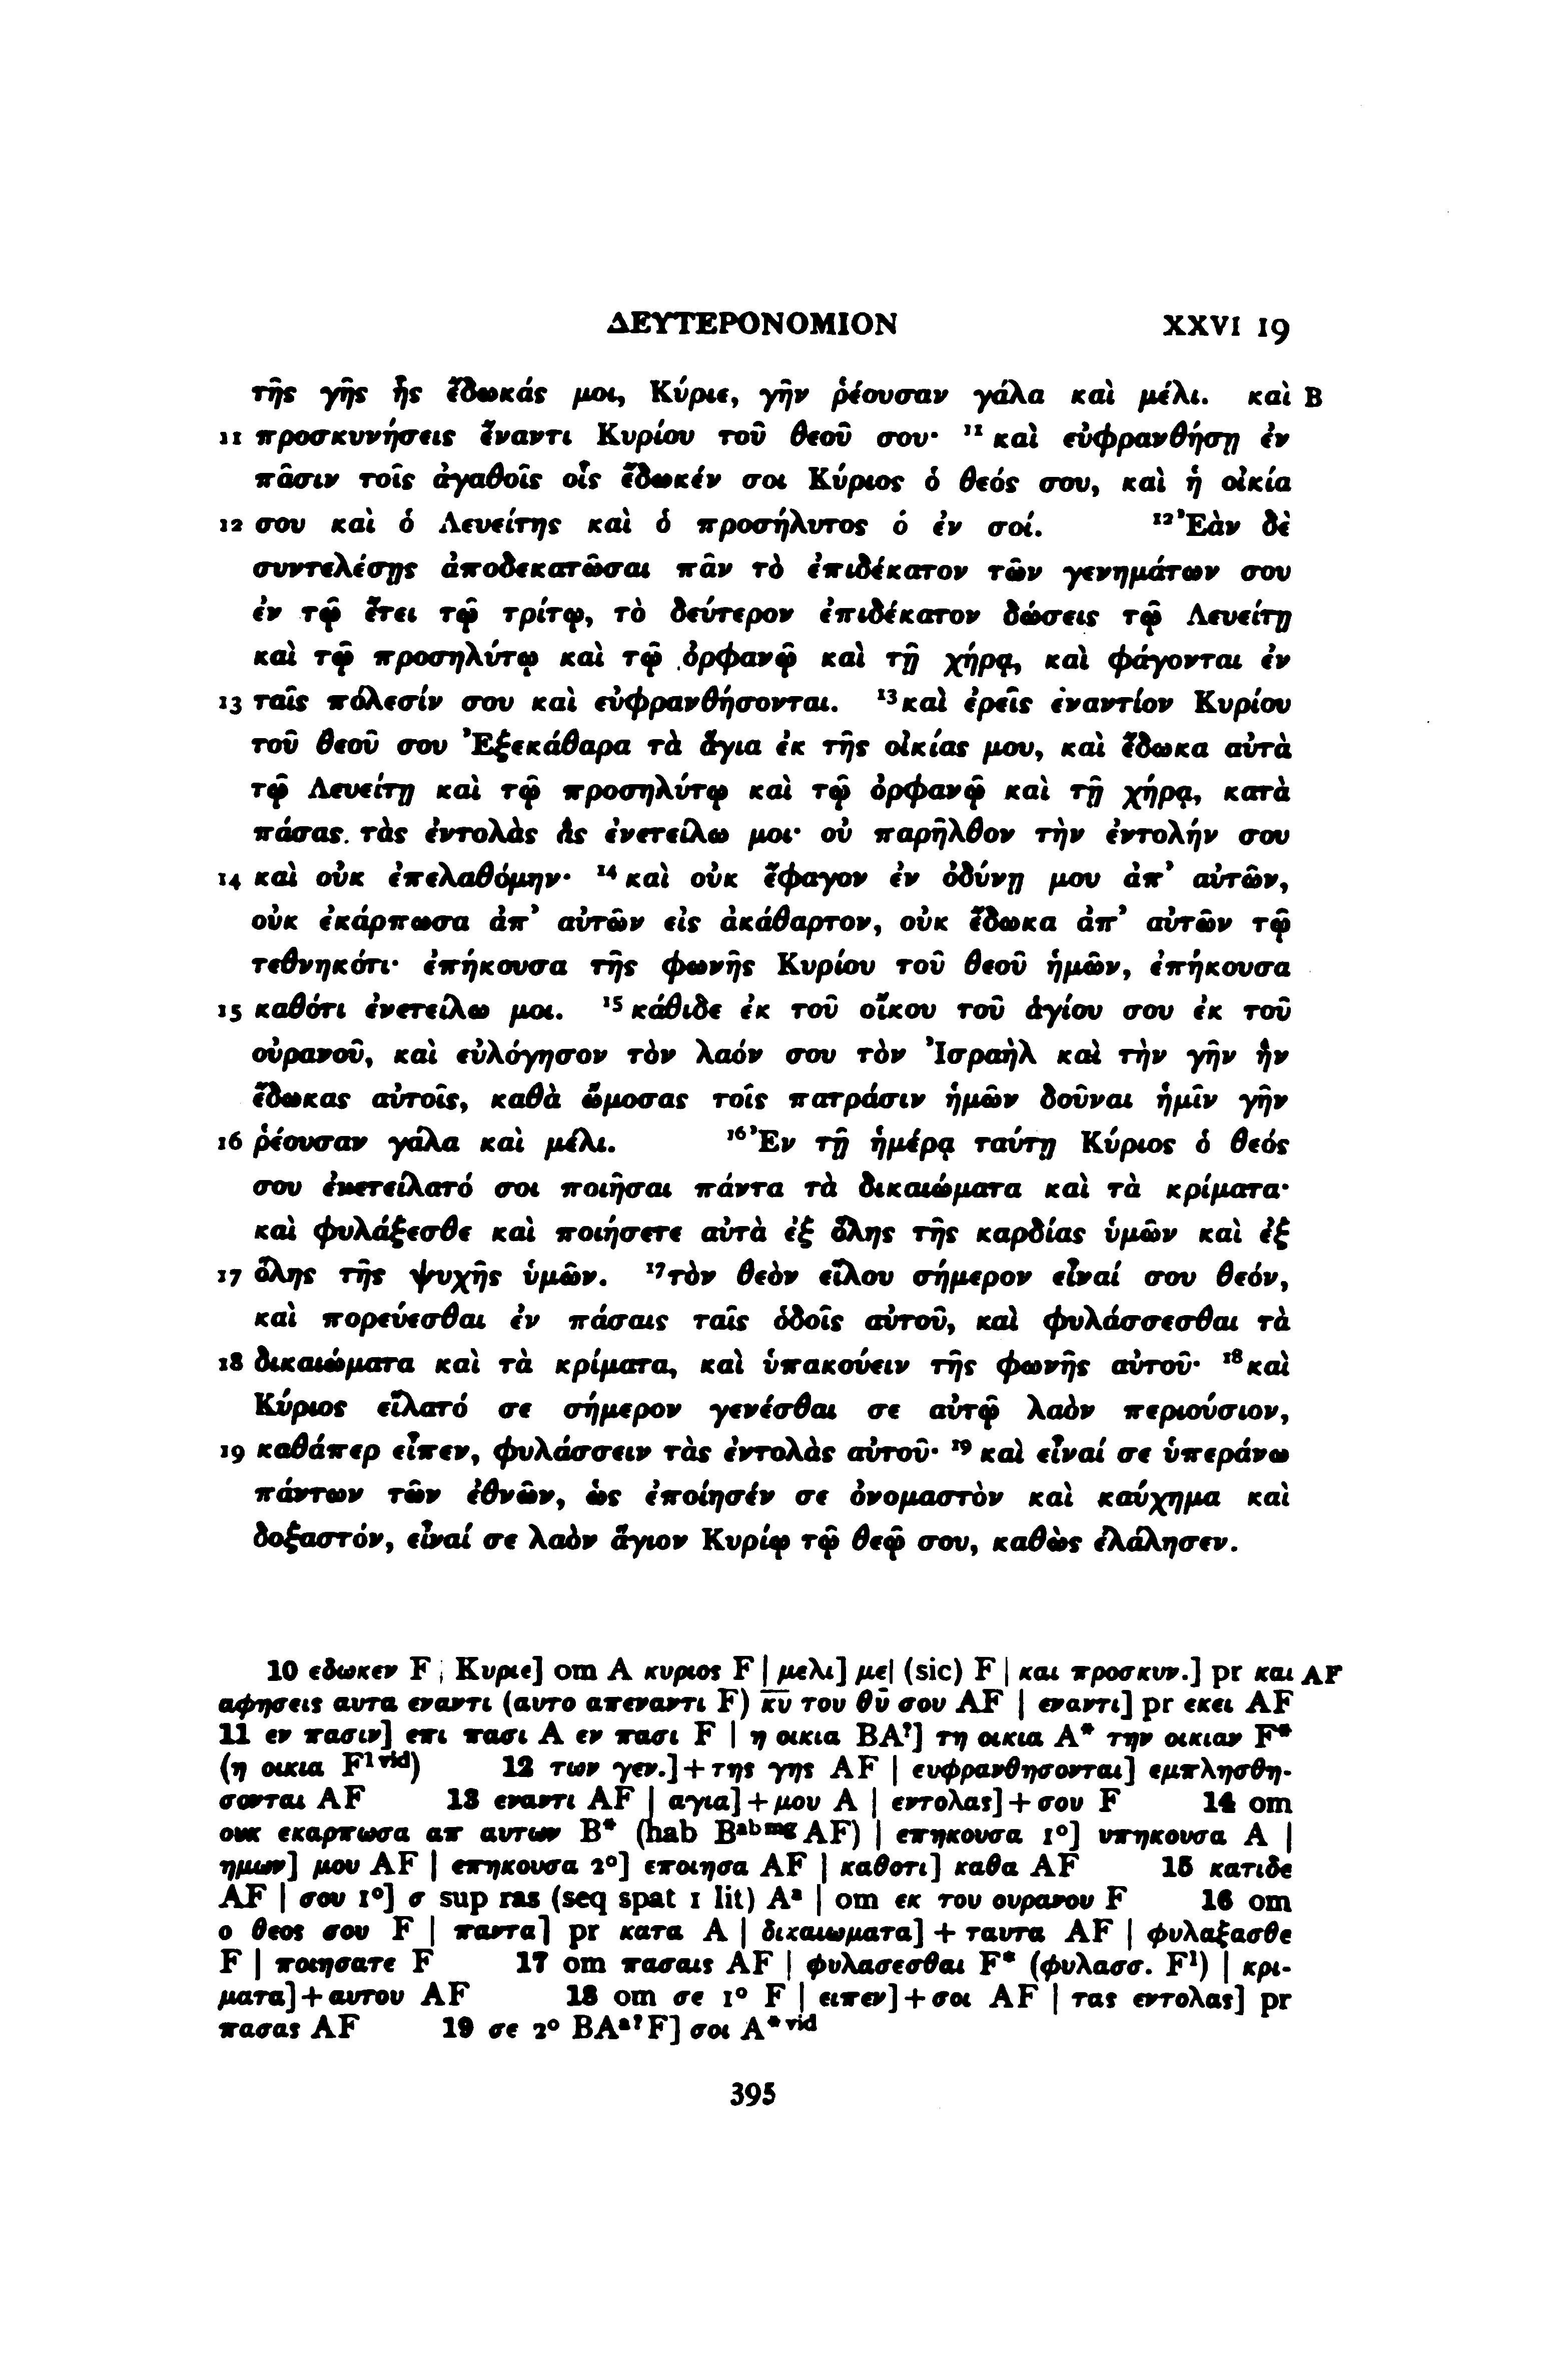 ΔΕΥΤΕΡΟΝΟΜΙΟΝ XXVI 19
τῆς γῆς ἧς ἔδωκάς μοι, Κύριε, γῆν ῥέουσαν γάλα καὶ μέλι. καὶ B
11 προσκυνήσεις ἔναντι Κυρίου τοῦ θεοῦ σου· ¹¹ καὶ εὐφρανθήσῃ ἐν
πᾶσιν τοῖς ἀγαθοῖς οἷς ἔδωκέν σοι Κύριος ὁ θεός σου, καὶ ἡ οἰκία
12 σου καὶ ὁ Λευείτης καὶ ὁ προσήλυτος ὁ ἐν σοί. ¹²Ἐὰν δὲ
συντελέσῃς ἀποδεκατῶσαι πᾶν τὸ ἐπιδέκατον τῶν γενημάτων σου
ἐν τῷ ἔτει τῷ τρίτῳ, τὸ δεύτερον ἐπιδέκατον δώσεις τῷ Λευείτῃ
καὶ τῷ προσηλύτῳ καὶ τῷ ὀρφανῷ καὶ τῇ χήρᾳ, καὶ φάγονται ἐν
13 ταῖς πόλεσίν σου καὶ εὐφρανθήσονται. ¹³καὶ ἐρεῖς ἐναντίον Κυρίου
τοῦ θεοῦ σου Ἐξεκάθαρα τὰ ἅγια ἐκ τῆς οἰκίας μου, καὶ ἔδωκα αὐτὰ
τῷ Λευείτῃ καὶ τῷ προσηλύτῳ καὶ τῷ ὀρφανῷ καὶ τῇ χήρᾳ, κατὰ
πάσας τὰς ἐντολὰς ἃς ἐνετείλω μοι· οὐ παρῆλθον τὴν ἐντολήν σου
14 καὶ οὐκ ἐπελαθόμην· ¹⁴ καὶ οὐκ ἔφαγον ἐν ὀδύνῃ μου ἀπ’ αὐτῶν,
οὐκ ἐκάρπωσα ἀπ’ αὐτῶν εἰς ἀκάθαρτον, οὐκ ἔδωκα ἀπ’ αὐτῶν τῷ
τεθνηκότι· ἐπήκουσα τῆς φωνῆς Κυρίου τοῦ θεοῦ ἡμῶν, ἐπήκουσα
15 καθότι ἐνετείλω μοι. ¹⁵ κάθιδε ἐκ τοῦ οἴκου τοῦ ἁγίου σου ἐκ τοῦ
οὐρανοῦ, καὶ εὐλόγησον τὸν λαόν σου τὸν Ἰσραὴλ καὶ τὴν γῆν ἣν
ἔδωκας αὐτοῖς, καθὰ ὤμοσας τοῖς πατράσιν ἡμῶν δοῦναι ἡμῖν γῆν
16 ῥέουσαν γάλα καὶ μέλι. ¹⁶Ἐν τῇ ἡμέρᾳ ταύτῃ Κύριος ὁ θεός
σου ἐνετείλατό σοι ποιῆσαι πάντα τὰ δικαιώματα καὶ τὰ κρίματα·
καὶ φυλάξεσθε καὶ ποιήσετε αὐτὰ ἐξ ὅλης τῆς καρδίας ὑμῶν καὶ ἐξ
17 ὅλης τῆς ψυχῆς ὑμῶν. ¹⁷τὸν θεὸν εἵλου σήμερον εἶναί σου θεόν,
καὶ πορεύεσθαι ἐν πάσαις ταῖς ὁδοῖς αὐτοῦ, καὶ φυλάσσεσθαι τὰ
18 δικαιώματα καὶ τὰ κρίματα, καὶ ὑπακούειν τῆς φωνῆς αὐτοῦ· ¹⁸καὶ
Κύριος εἵλατό σε σήμερον γενέσθαι σε αὐτῷ λαὸν περιούσιον,
19 καθάπερ εἶπεν, φυλάσσειν τὰς ἐντολὰς αὐτοῦ· ¹⁹ καὶ εἶναί σε ὑπεράνω
πάντων τῶν ἐθνῶν, ὡς ἐποίησέν σε ὀνομαστὸν καὶ καύχημα καὶ
δοξαστόν, εἶναί σε λαὸν ἅγιον Κυρίῳ τῷ θεῷ σου, καθὼς ἐλάλησεν.
10 εδωκεν F | Κυριε] om A κυριος F | μελι] με| (sic) F | και προσκυν.] pr και AF
αφησεις αυτα εναντι (αυτο απεναντι F) κ̅υ̅ του θ̅υ̅ σου AF | εναντι] pr εκει AF
11 εν πασιν] επι πασι A εν πασι F | η οικια BA?] τη οικια A* την οικιαν F*
(η οικια F¹ᵛⁱᵈ) 12 των γεν.]+της γης AF | ευφρανθησονται] εμπλησθη-
σονται AF 13 εναντι AF | αγια]+μου A | εντολας]+σου F 14 om
ουκ εκαρπωσα απ αυτων B* (hab Bᵃᵇᵐᵍ AF) | επηκουσα 1°] υπηκουσα A |
ημων] μου AF | επηκουσα 2°] εποιησα AF | καθοτι] καθα AF 15 κατιδε
AF | σου 1°] σ sup ras (seq spat 1 lit) Aᵃ | om εκ του ουρανου F 16 om
ο θεος σου F | παντα] pr κατα A | δικαιωματα] + ταυτα AF | φυλαξασθε
F | ποιησατε F 17 om πασαις AF | φυλασεσθαι F* (φυλασσ. F¹) | κρι-
ματα]+αυτου AF 18 om σε 1° F | ειπεν]+σοι AF | τας εντολας] pr
πασας AF 19 σε 2° BAᵃ?F] σοι A*ᵛⁱᵈ
395